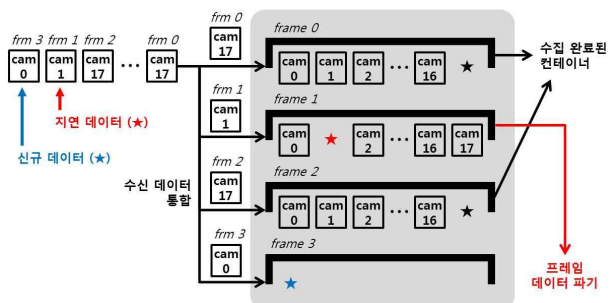 frm 3 frm 1 frm 2 frm 0
cam 0 cam 1 cam 17 ··· cam 17
지연 데이터 (★)
신규 데이터 (★)
수신 데이터
통합
frm 0
cam 17
frm 1
cam 1
frm 2
cam 17
frm 3
cam 0
frame 0
cam 0 cam 1 cam 2 ··· cam 16 ★
frame 1
cam 0 ★ cam 2 ··· cam 16 cam 17
frame 2
cam 0 cam 1 cam 2 ··· cam 16 ★
frame 3
★
수집 완료된
컨테이너
프레임
데이터 파기